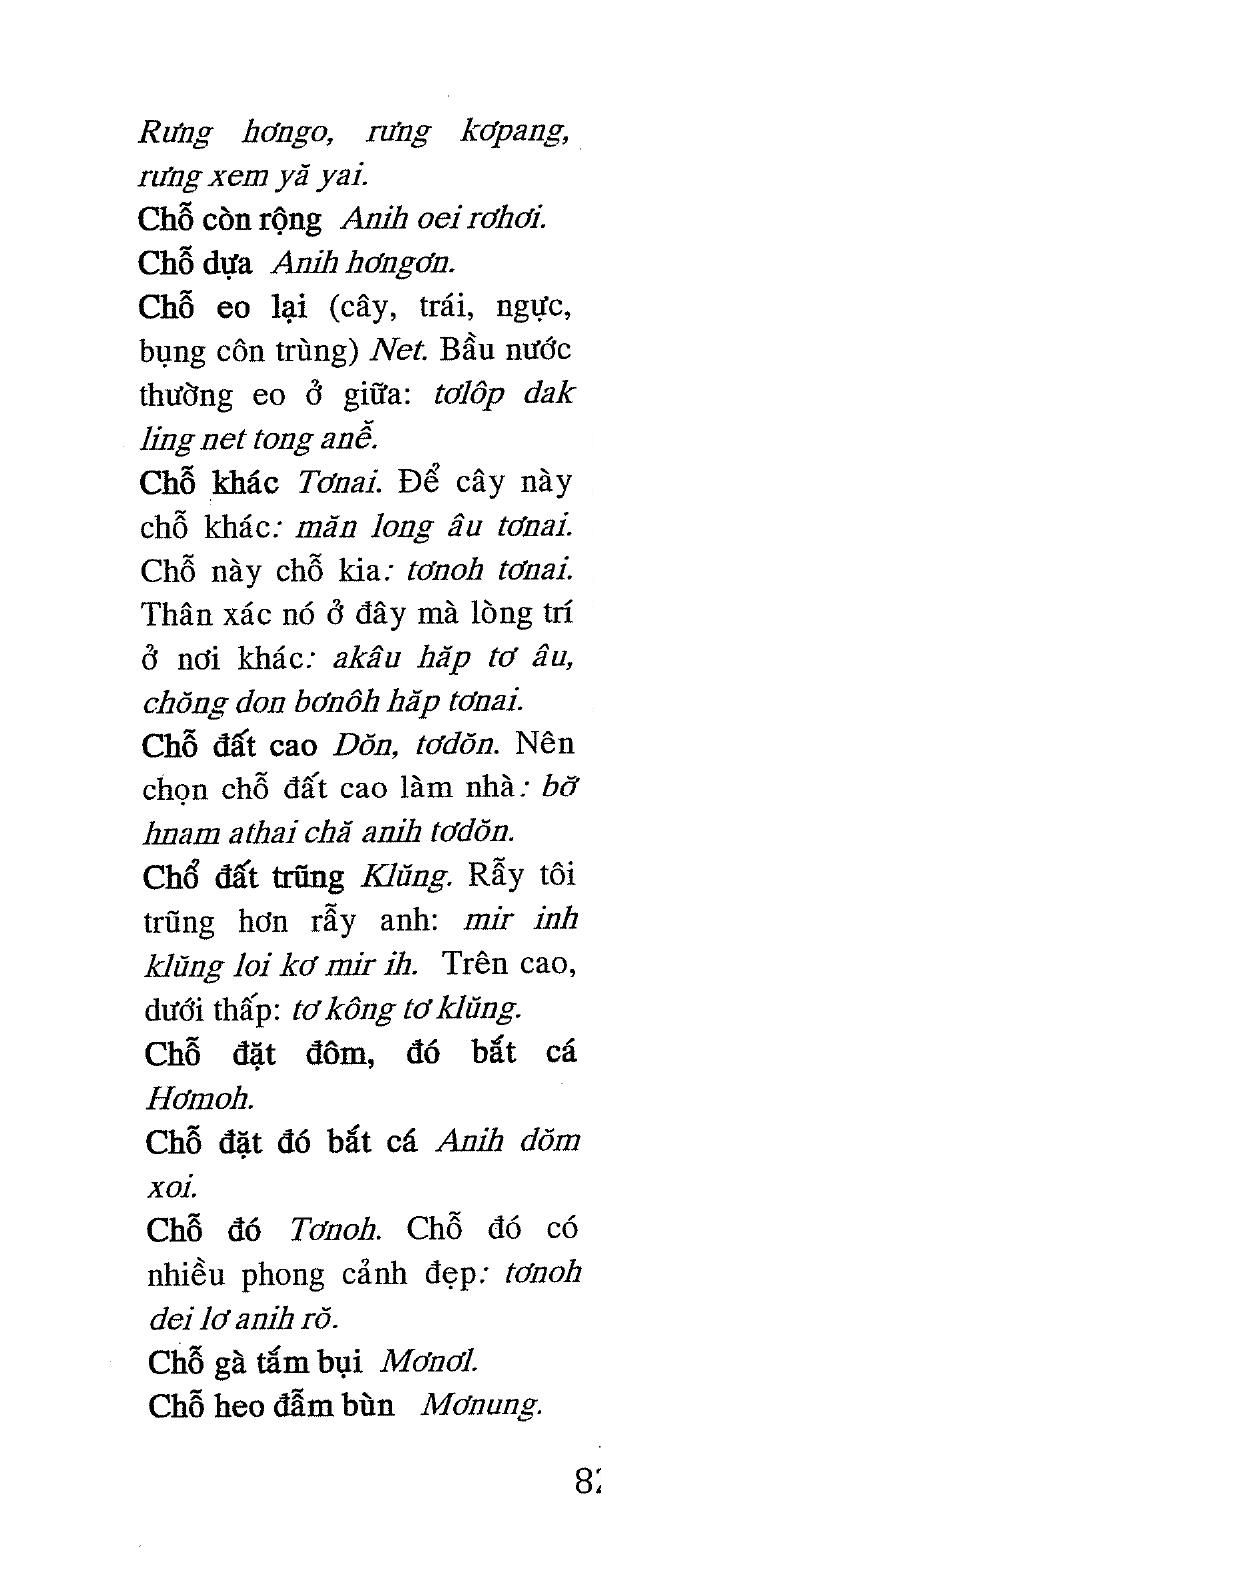 Rưng hơngo, rưng kơpang,
rưng xem yă yai.
Chỗ còn rộng Anih oei rơhơi.
Chỗ dựa Anih hơngơn.
Chỗ eo lại (cây, trái, ngực,
bụng côn trùng) Net. Bầu nước
thường eo ở giữa: tơlôp dak
ling net tong anê̆.
Chỗ khác Tơnai. Để cây này
chỗ khác: măn long âu tơnai.
Chỗ này chỗ kia: tơnoh tơnai.
Thân xác nó ở đây mà lòng trí
ở nơi khác: akâu hăp tơ âu,
chŏng don bơnôh hăp tơnai.
Chỗ đất cao Dŏn, tơdŏn. Nên
chọn chỗ đất cao làm nhà: bơ̆
hnam athai chă anih tơdŏn.
Chổ đất trũng Klŭng. Rẫy tôi
trũng hơn rẫy anh: mir inh
klŭng loi kơ mir ih. Trên cao,
dưới thấp: tơ kông tơ klŭng.
Chỗ đặt đôm, đó bắt cá
Hơmoh.
Chỗ đặt đó bắt cá Anih dŏm
xoi.
Chỗ đó Tơnoh. Chỗ đó có
nhiều phong cảnh đẹp: tơnoh
dei lơ anih rŏ.
Chỗ gà tắm bụi Mơnơl.
Chỗ heo đẫm bùn Mơnung.